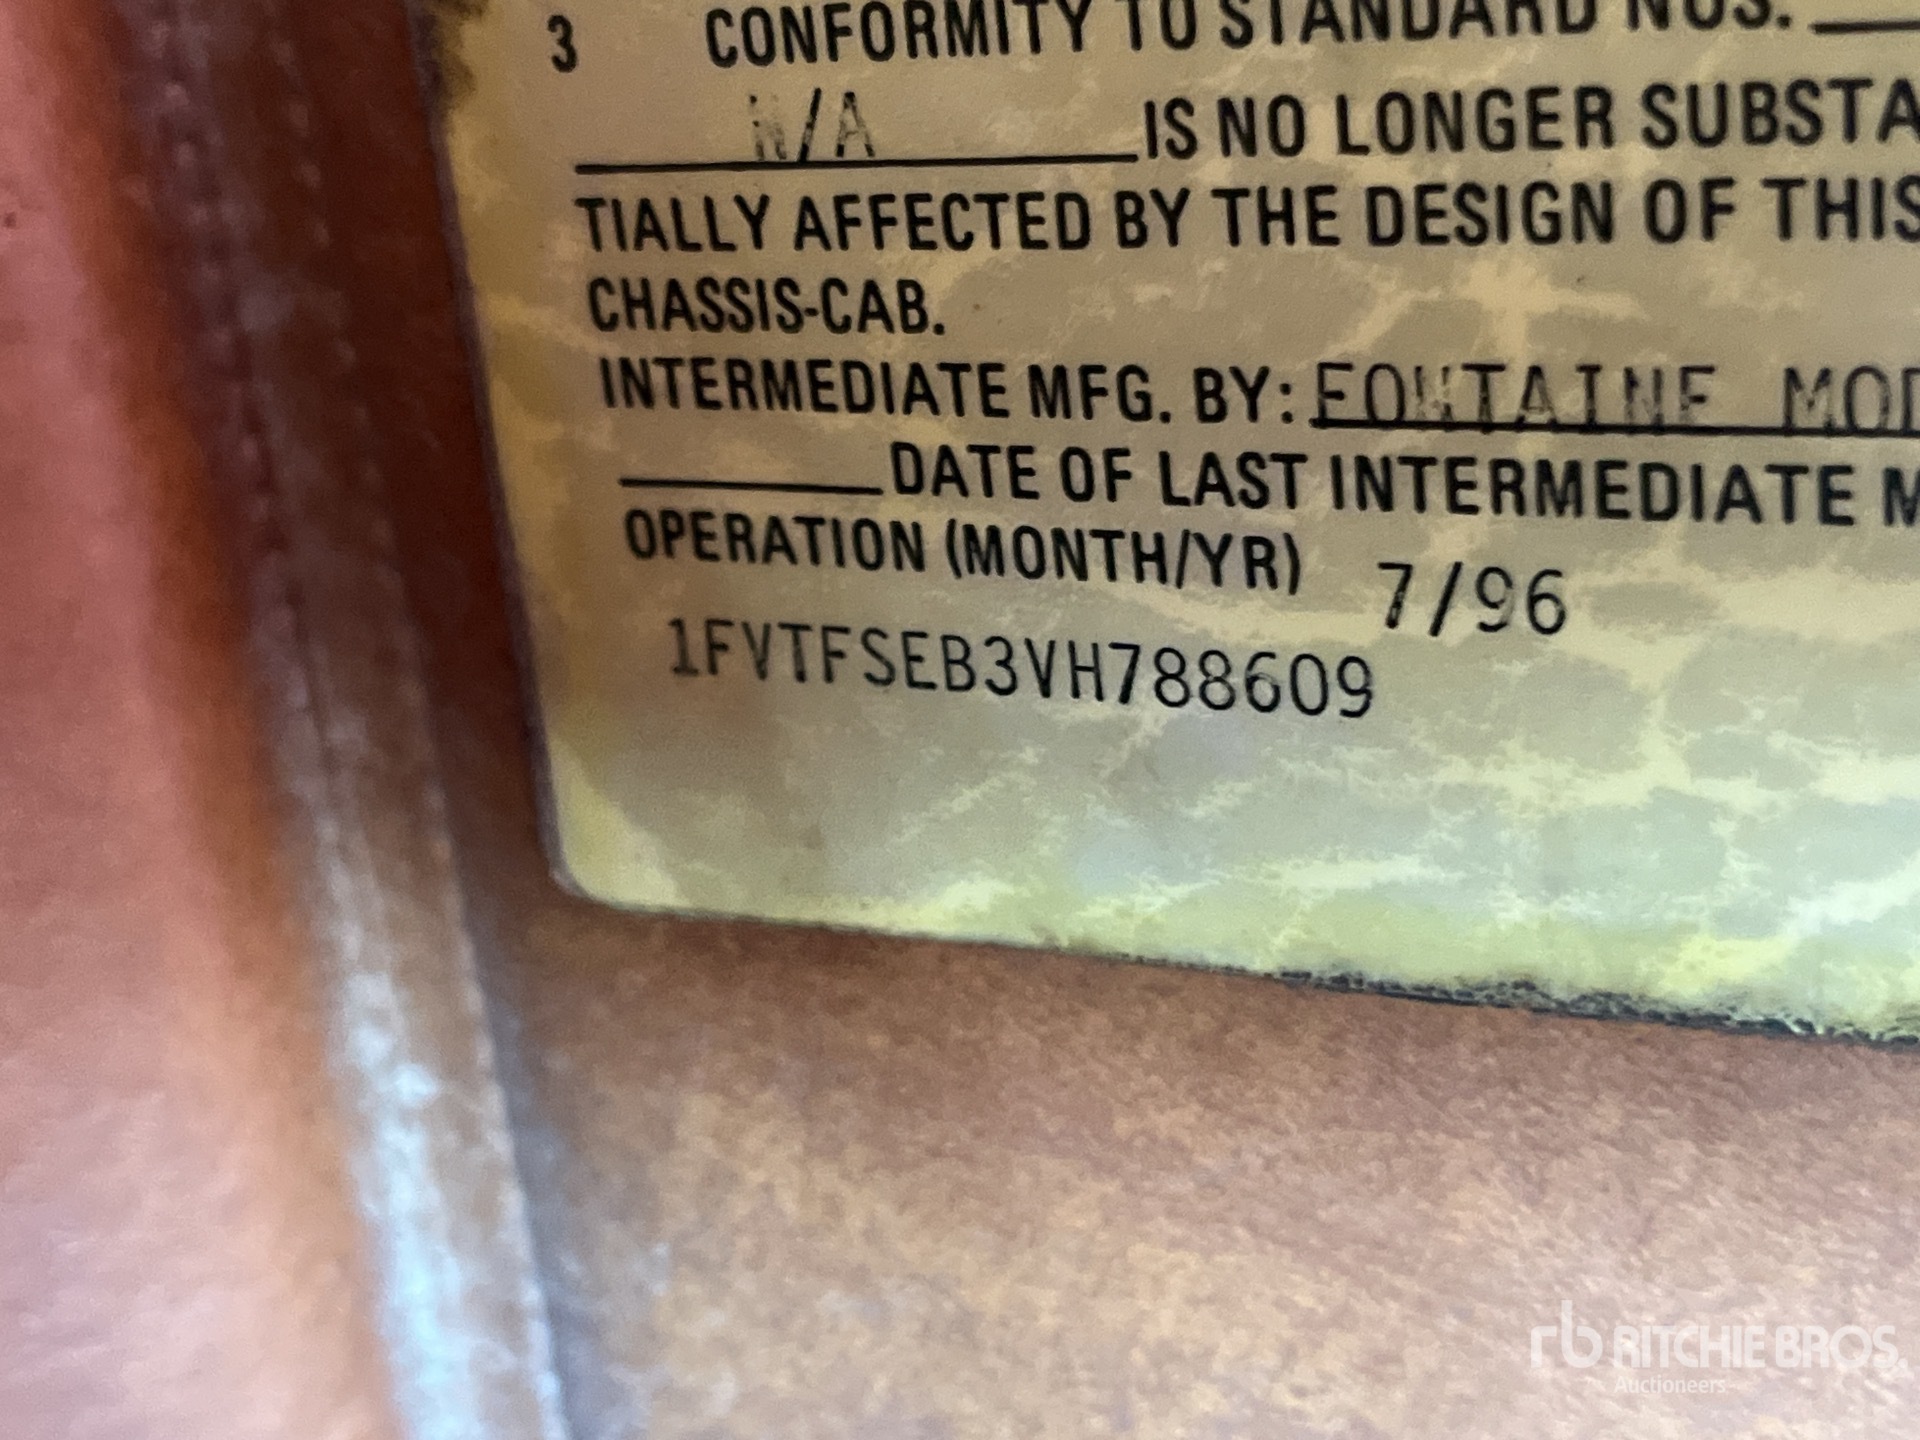 3 CONFORMITY TO STANDARD NOS.
N/A IS NO LONGER SUBSTA
TIALLY AFFECTED BY THE DESIGN OF THIS
CHASSIS-CAB.
INTERMEDIATE MFG. BY: FONTAINE MOD
DATE OF LAST INTERMEDIATE M
OPERATION (MONTH/YR) 7/96
1FVTFSEB3VH788609
rb RITCHIE BROS.
Auctioneers